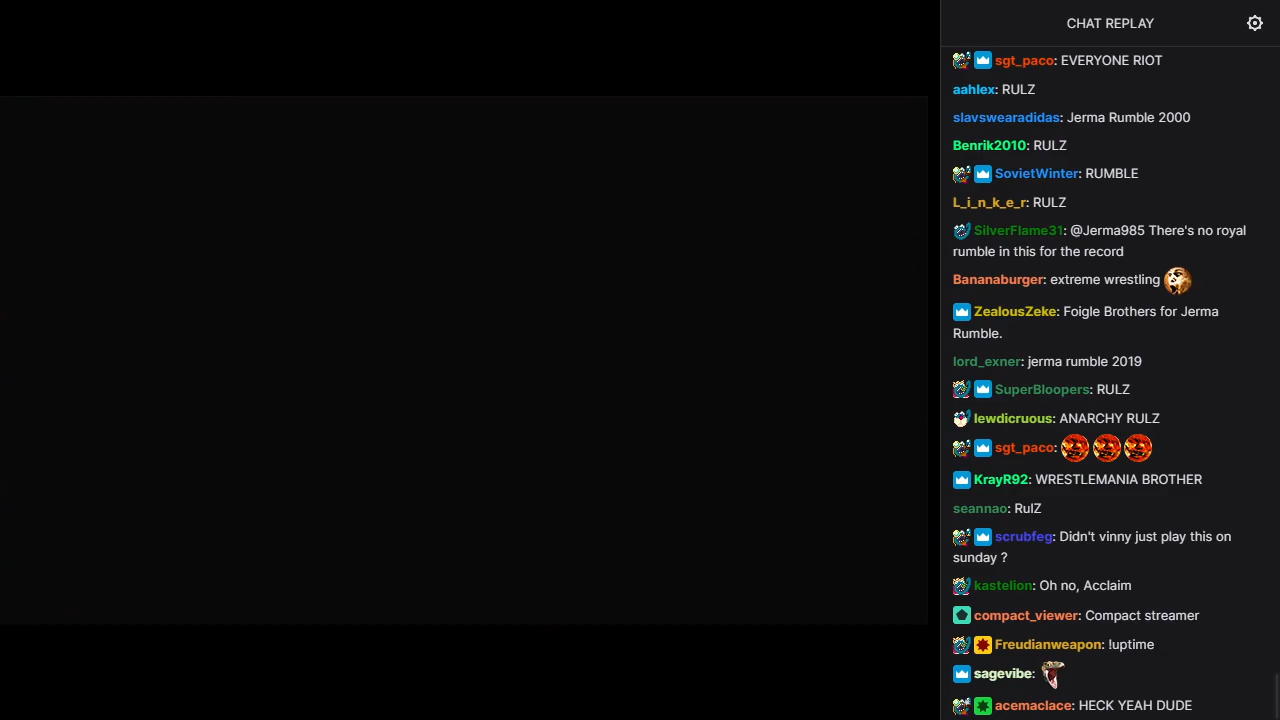 CHAT REPLAY
sgt_paco: EVERYONE RIOT
aahlex: RULZ
slavswearadidas: Jerma Rumble 2000
Benrik2010: RULZ
SovietWinter: RUMBLE
L_i_n_k_e_r: RULZ
SilverFlame31: @Jerma985 There's no royal
rumble in this for the record
Bananaburger: extreme wrestling
ZealousZeke: Foigle Brothers for Jerma
Rumble.
lord_exner: jerma rumble 2019
SuperBloopers: RULZ
lewdicruous: ANARCHY RULZ
sgt_paco:
KrayR92: WRESTLEMANIA BROTHER
seannao: RulZ
scrubfeg: Didn't vinny just play this on
sunday ?
kastelion: Oh no, Acclaim
compact_viewer: Compact streamer
Freudianweapon: !uptime
sagevibe:
acemaclace: HECK YEAH DUDE